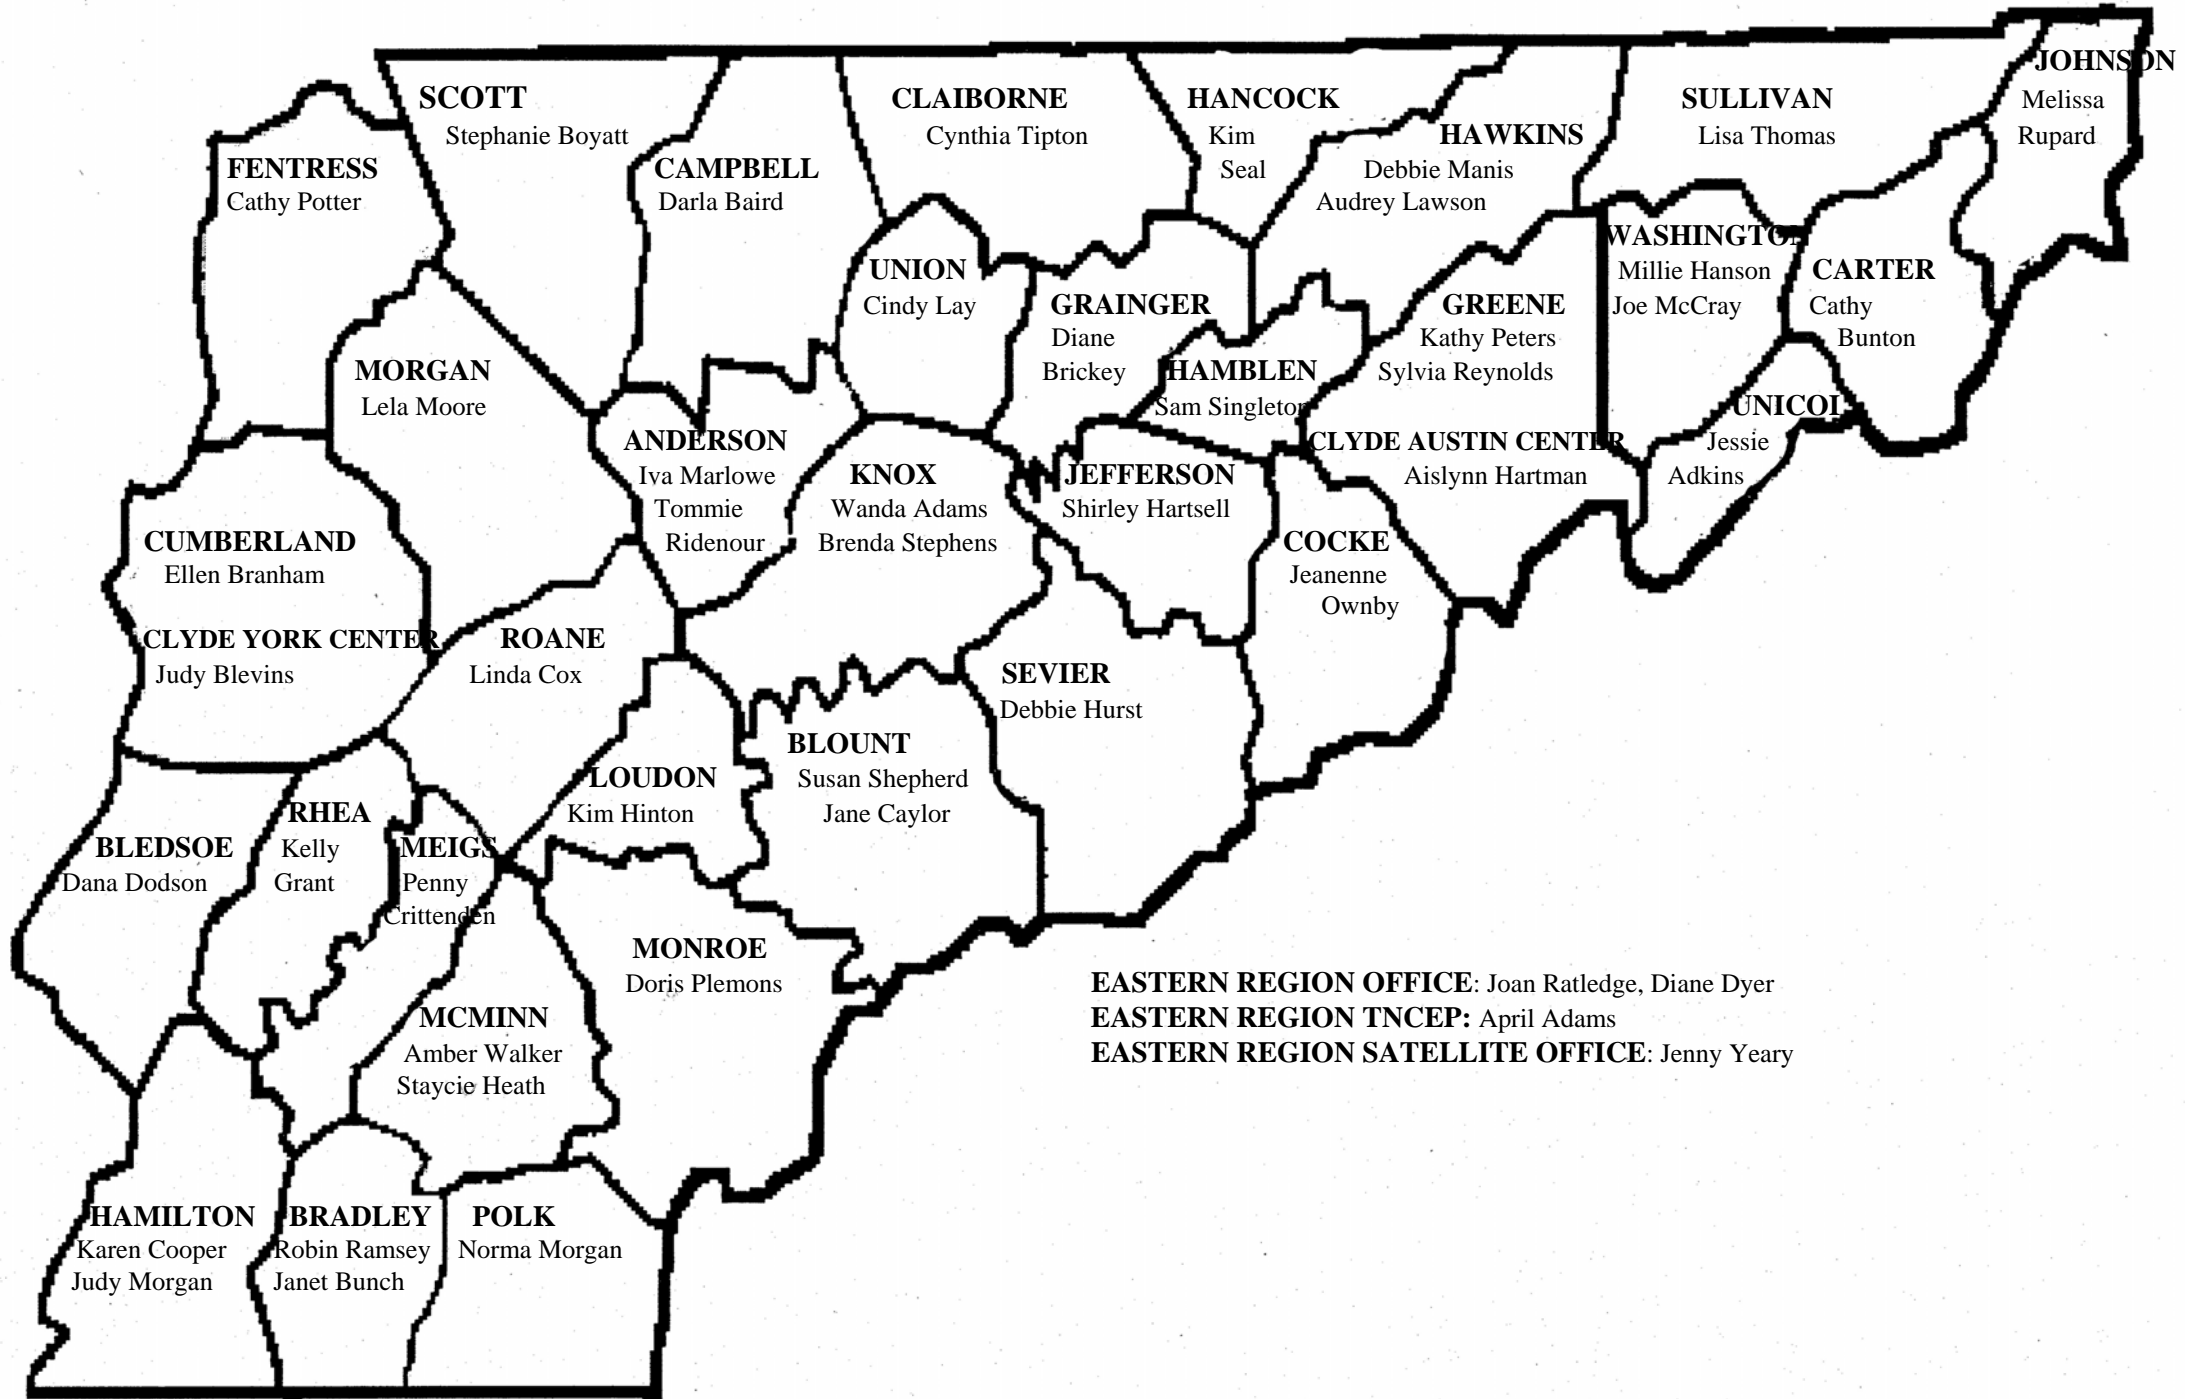 JOHNSON
Melissa
Rupard
SCOTT
Stephanie Boyatt
CLAIBORNE
Cynthia Tipton
HANCOCK
Kim
Seal
SULLIVAN
Lisa Thomas
HAWKINS
Debbie Manis
Audrey Lawson
FENTRESS
Cathy Potter
CAMPBELL
Darla Baird
WASHINGTON
Millie Hanson
Joe McCray
UNION
Cindy Lay
CARTER
Cathy
Bunton
GRAINGER
Diane
Brickey
GREENE
Kathy Peters
Sylvia Reynolds
MORGAN
Lela Moore
HAMBLEN
Sam Singleton
UNICOI
Jessie
Adkins
ANDERSON
Iva Marlowe
Tommie
Ridenour
CLYDE AUSTIN CENTER
Aislynn Hartman
KNOX
Wanda Adams
Brenda Stephens
JEFFERSON
Shirley Hartsell
CUMBERLAND
Ellen Branham
COCKE
Jeanenne
Ownby
CLYDE YORK CENTER
Judy Blevins
ROANE
Linda Cox
SEVIER
Debbie Hurst
BLOUNT
Susan Shepherd
Jane Caylor
LOUDON
Kim Hinton
RHEA
Kelly
Grant
BLEDSOE
Dana Dodson
MEIGS
Penny
Crittenden
MONROE
Doris Plemons
EASTERN REGION OFFICE: Joan Ratledge, Diane Dyer
EASTERN REGION TNCEP: April Adams
EASTERN REGION SATELLITE OFFICE: Jenny Yeary
MCMINN
Amber Walker
Staycie Heath
HAMILTON
Karen Cooper
Judy Morgan
BRADLEY
Robin Ramsey
Janet Bunch
POLK
Norma Morgan